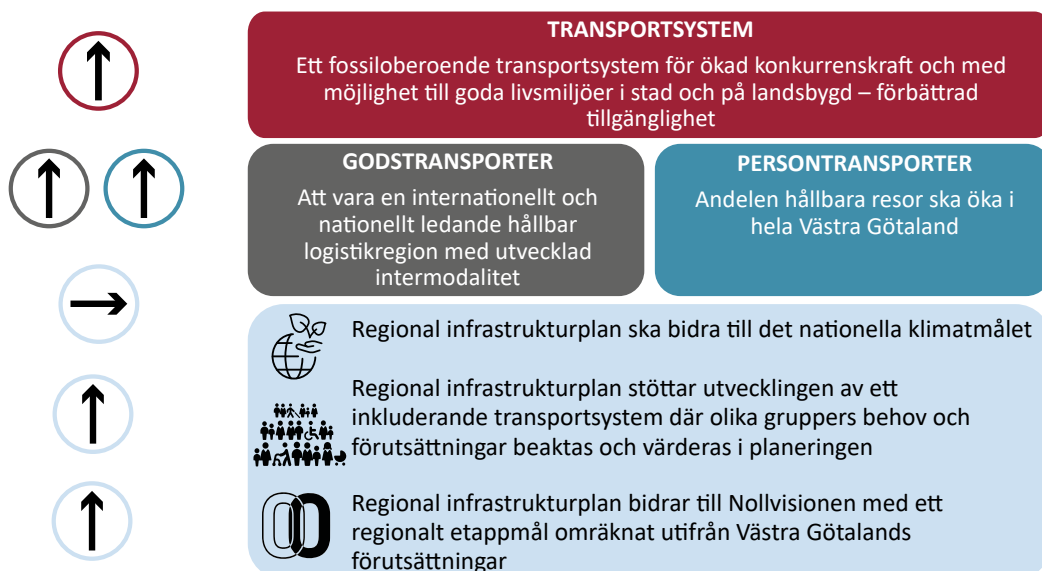 TRANSPORTSYSTEM
Ett fossiloberoende transportsystem för ökad konkurrenskraft och med
möjlighet till goda livsmiljöer i stad och på landsbygd – förbättrad
tillgänglighet
GODSTRANSPORTER
Att vara en internationellt och
nationellt ledande hållbar
logistikregion med utvecklad
intermodalitet
PERSONTRANSPORTER
Andelen hållbara resor ska öka i
hela Västra Götaland
Regional infrastrukturplan ska bidra till det nationella klimatmålet
Regional infrastrukturplan stöttar utvecklingen av ett
inkluderande transportsystem där olika gruppers behov och
förutsättningar beaktas och värderas i planeringen
Regional infrastrukturplan bidrar till Nollvisionen med ett
regionalt etappmål omräknat utifrån Västra Götalands
förutsättningar